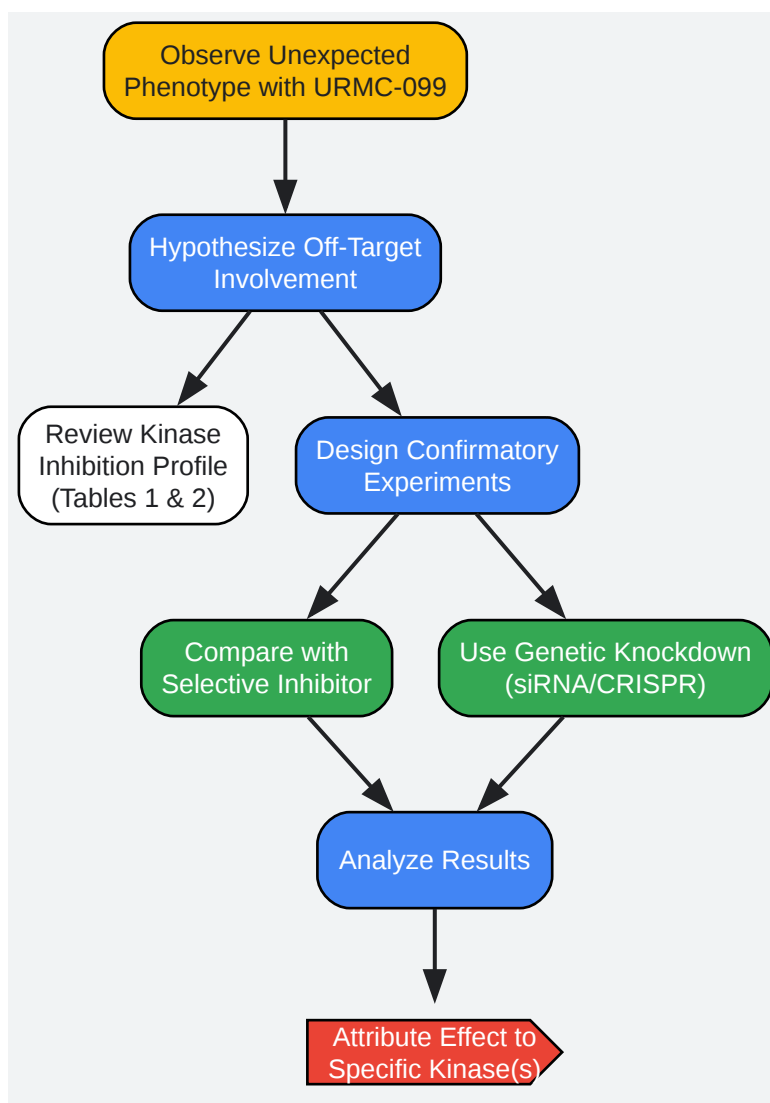 Observe Unexpected
Phenotype with URMC-099
Hypothesize Off-Target
Involvement
Review Kinase
Inhibition Profile
(Tables 1 & 2)
Design Confirmatory
Experiments
Compare with
Selective Inhibitor
Use Genetic Knockdown
(siRNA/CRISPR)
Analyze Results
Attribute Effect to
Specific Kinase(s)